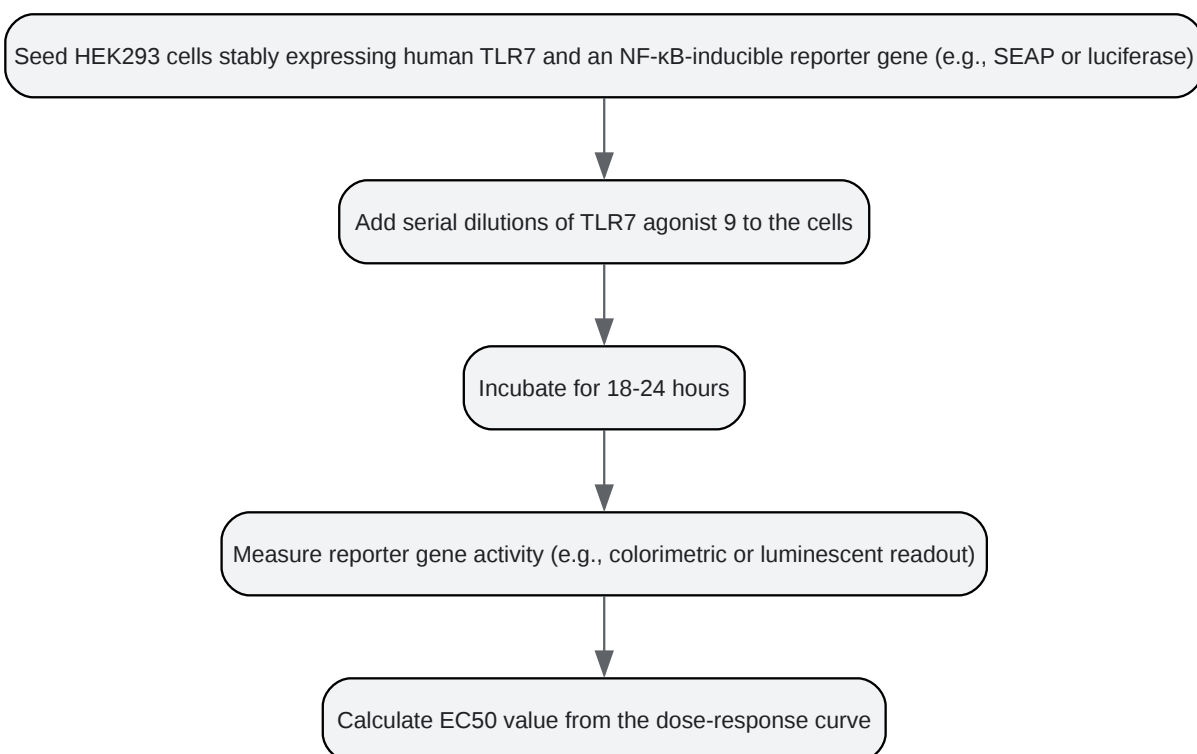 Seed HEK293 cells stably expressing human TLR7 and an NF-κB-inducible reporter gene (e.g., SEAP or luciferase)
Add serial dilutions of TLR7 agonist 9 to the cells
Incubate for 18-24 hours
Measure reporter gene activity (e.g., colorimetric or luminescent readout)
Calculate EC50 value from the dose-response curve